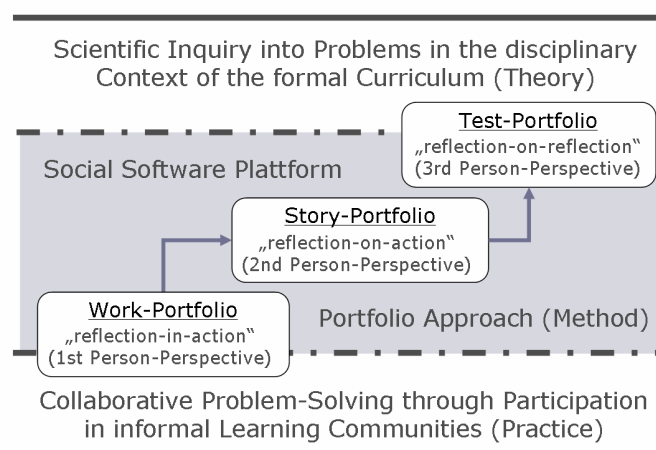 Scientific Inquiry into Problems in the disciplinary
Context of the formal Curriculum (Theory)
Test-Portfolio
„reflection-on-reflection“
(3rd Person-Perspective)
Social Software Plattform
Story-Portfolio
„reflection-on-action“
(2nd Person-Perspective)
Work-Portfolio
„reflection-in-action“
(1st Person-Perspective)
Portfolio Approach (Method)
Collaborative Problem-Solving through Participation
in informal Learning Communities (Practice)